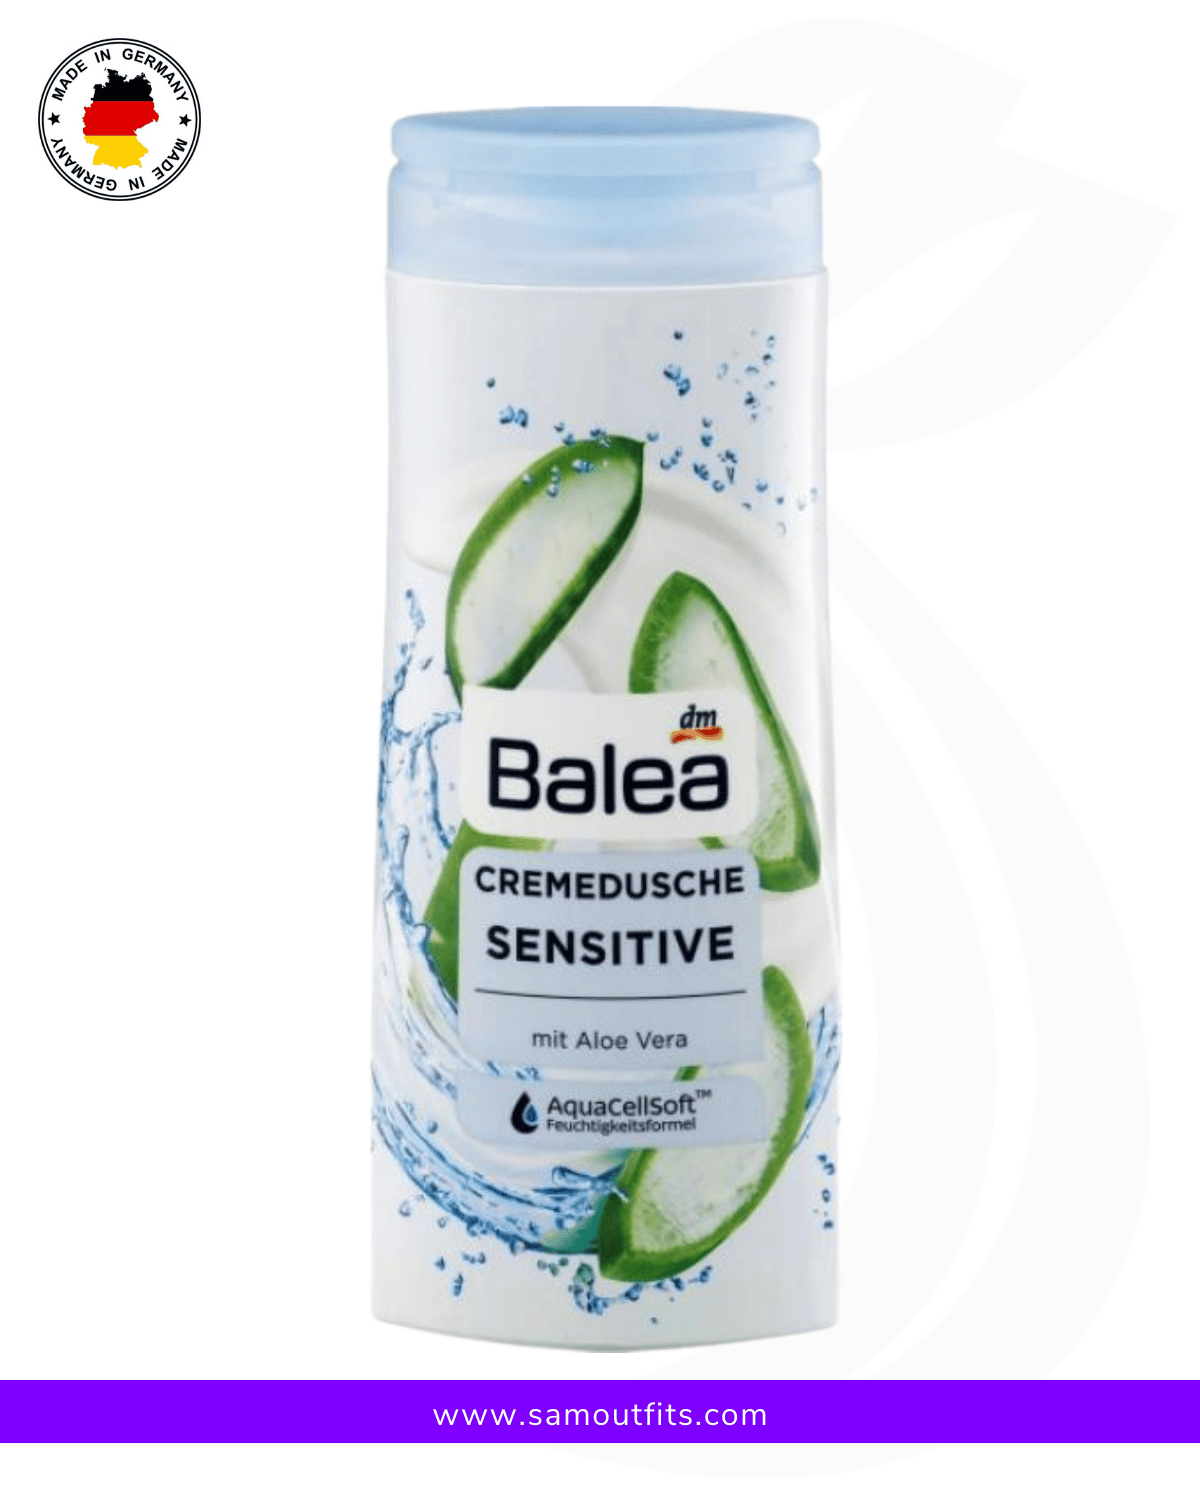 MADE IN GERMANY
MADE IN GERMANY
dm
Balea
CREMEDUSCHE
SENSITIVE
mit Aloe Vera
AquaCellSoft™
Feuchtigkeitsformel
www.samoutfits.com